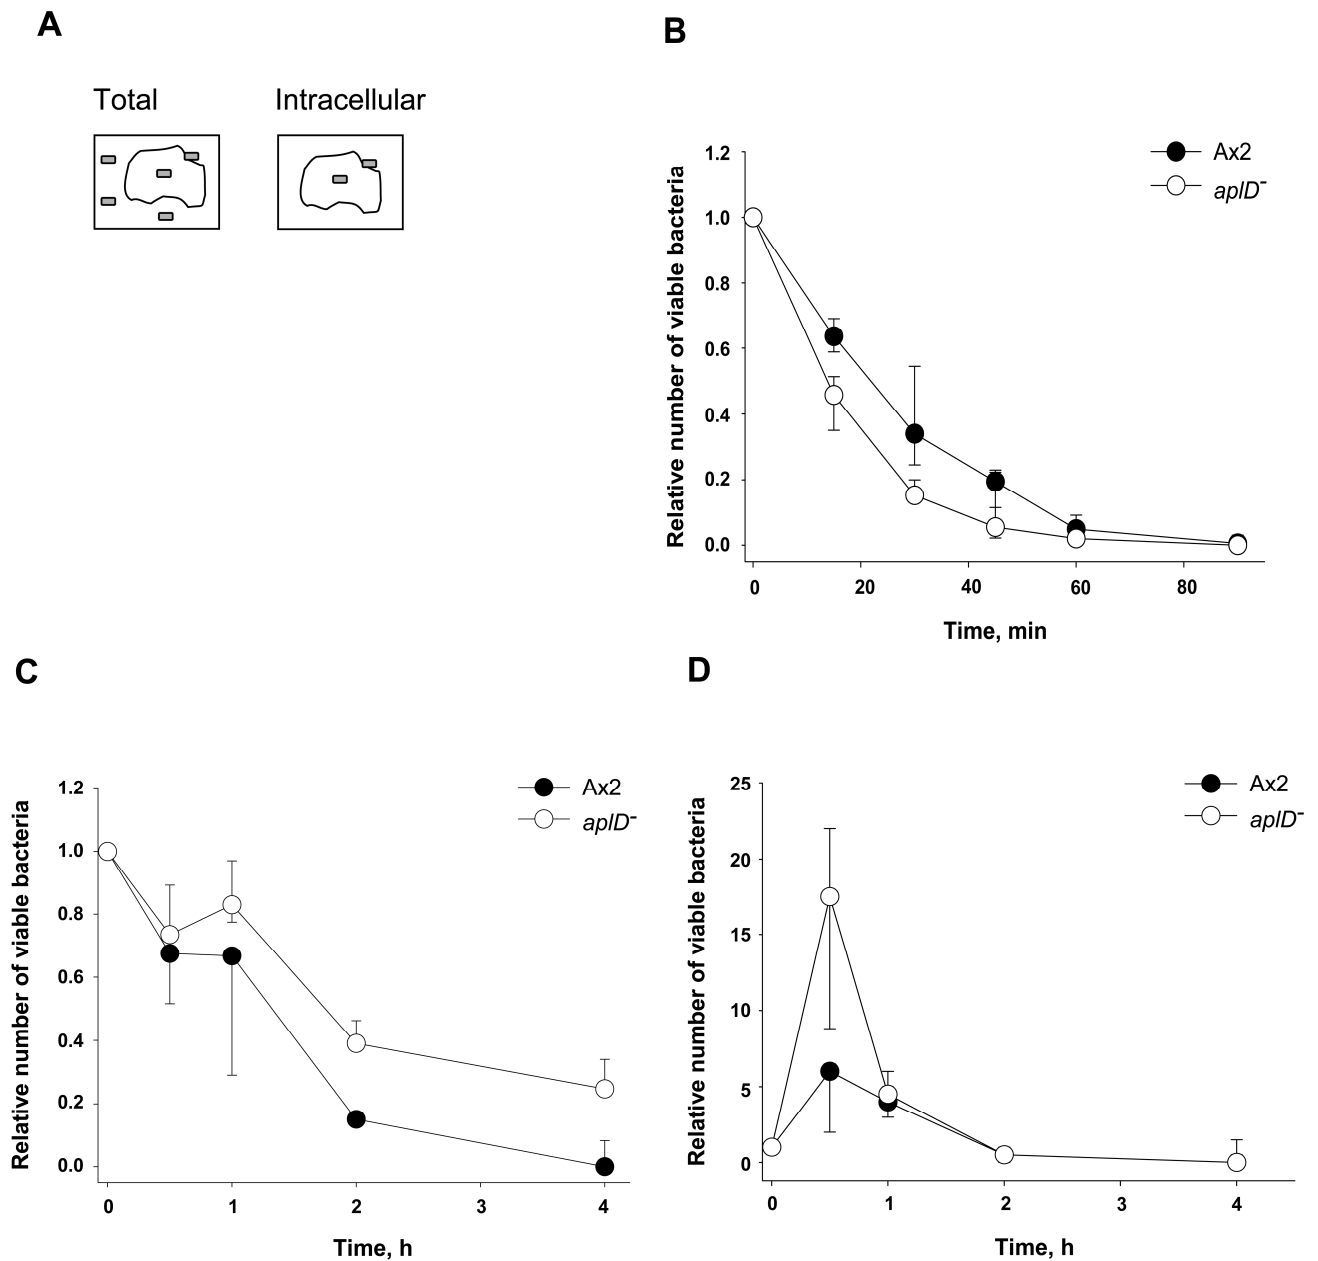 A
Total
Intracellular
B
Ax2
aplD-
1.2
1.0
0.8
0.6
0.4
0.2
0.0
Relative number of viable bacteria
0 20 40 60 80
Time, min
C
Ax2
aplD-
1.2
1.0
0.8
0.6
0.4
0.2
0.0
Relative number of viable bacteria
0 1 2 3 4
Time, h
D
Ax2
aplD-
25
20
15
10
5
0
Relative number of viable bacteria
0 1 2 3 4
Time, h